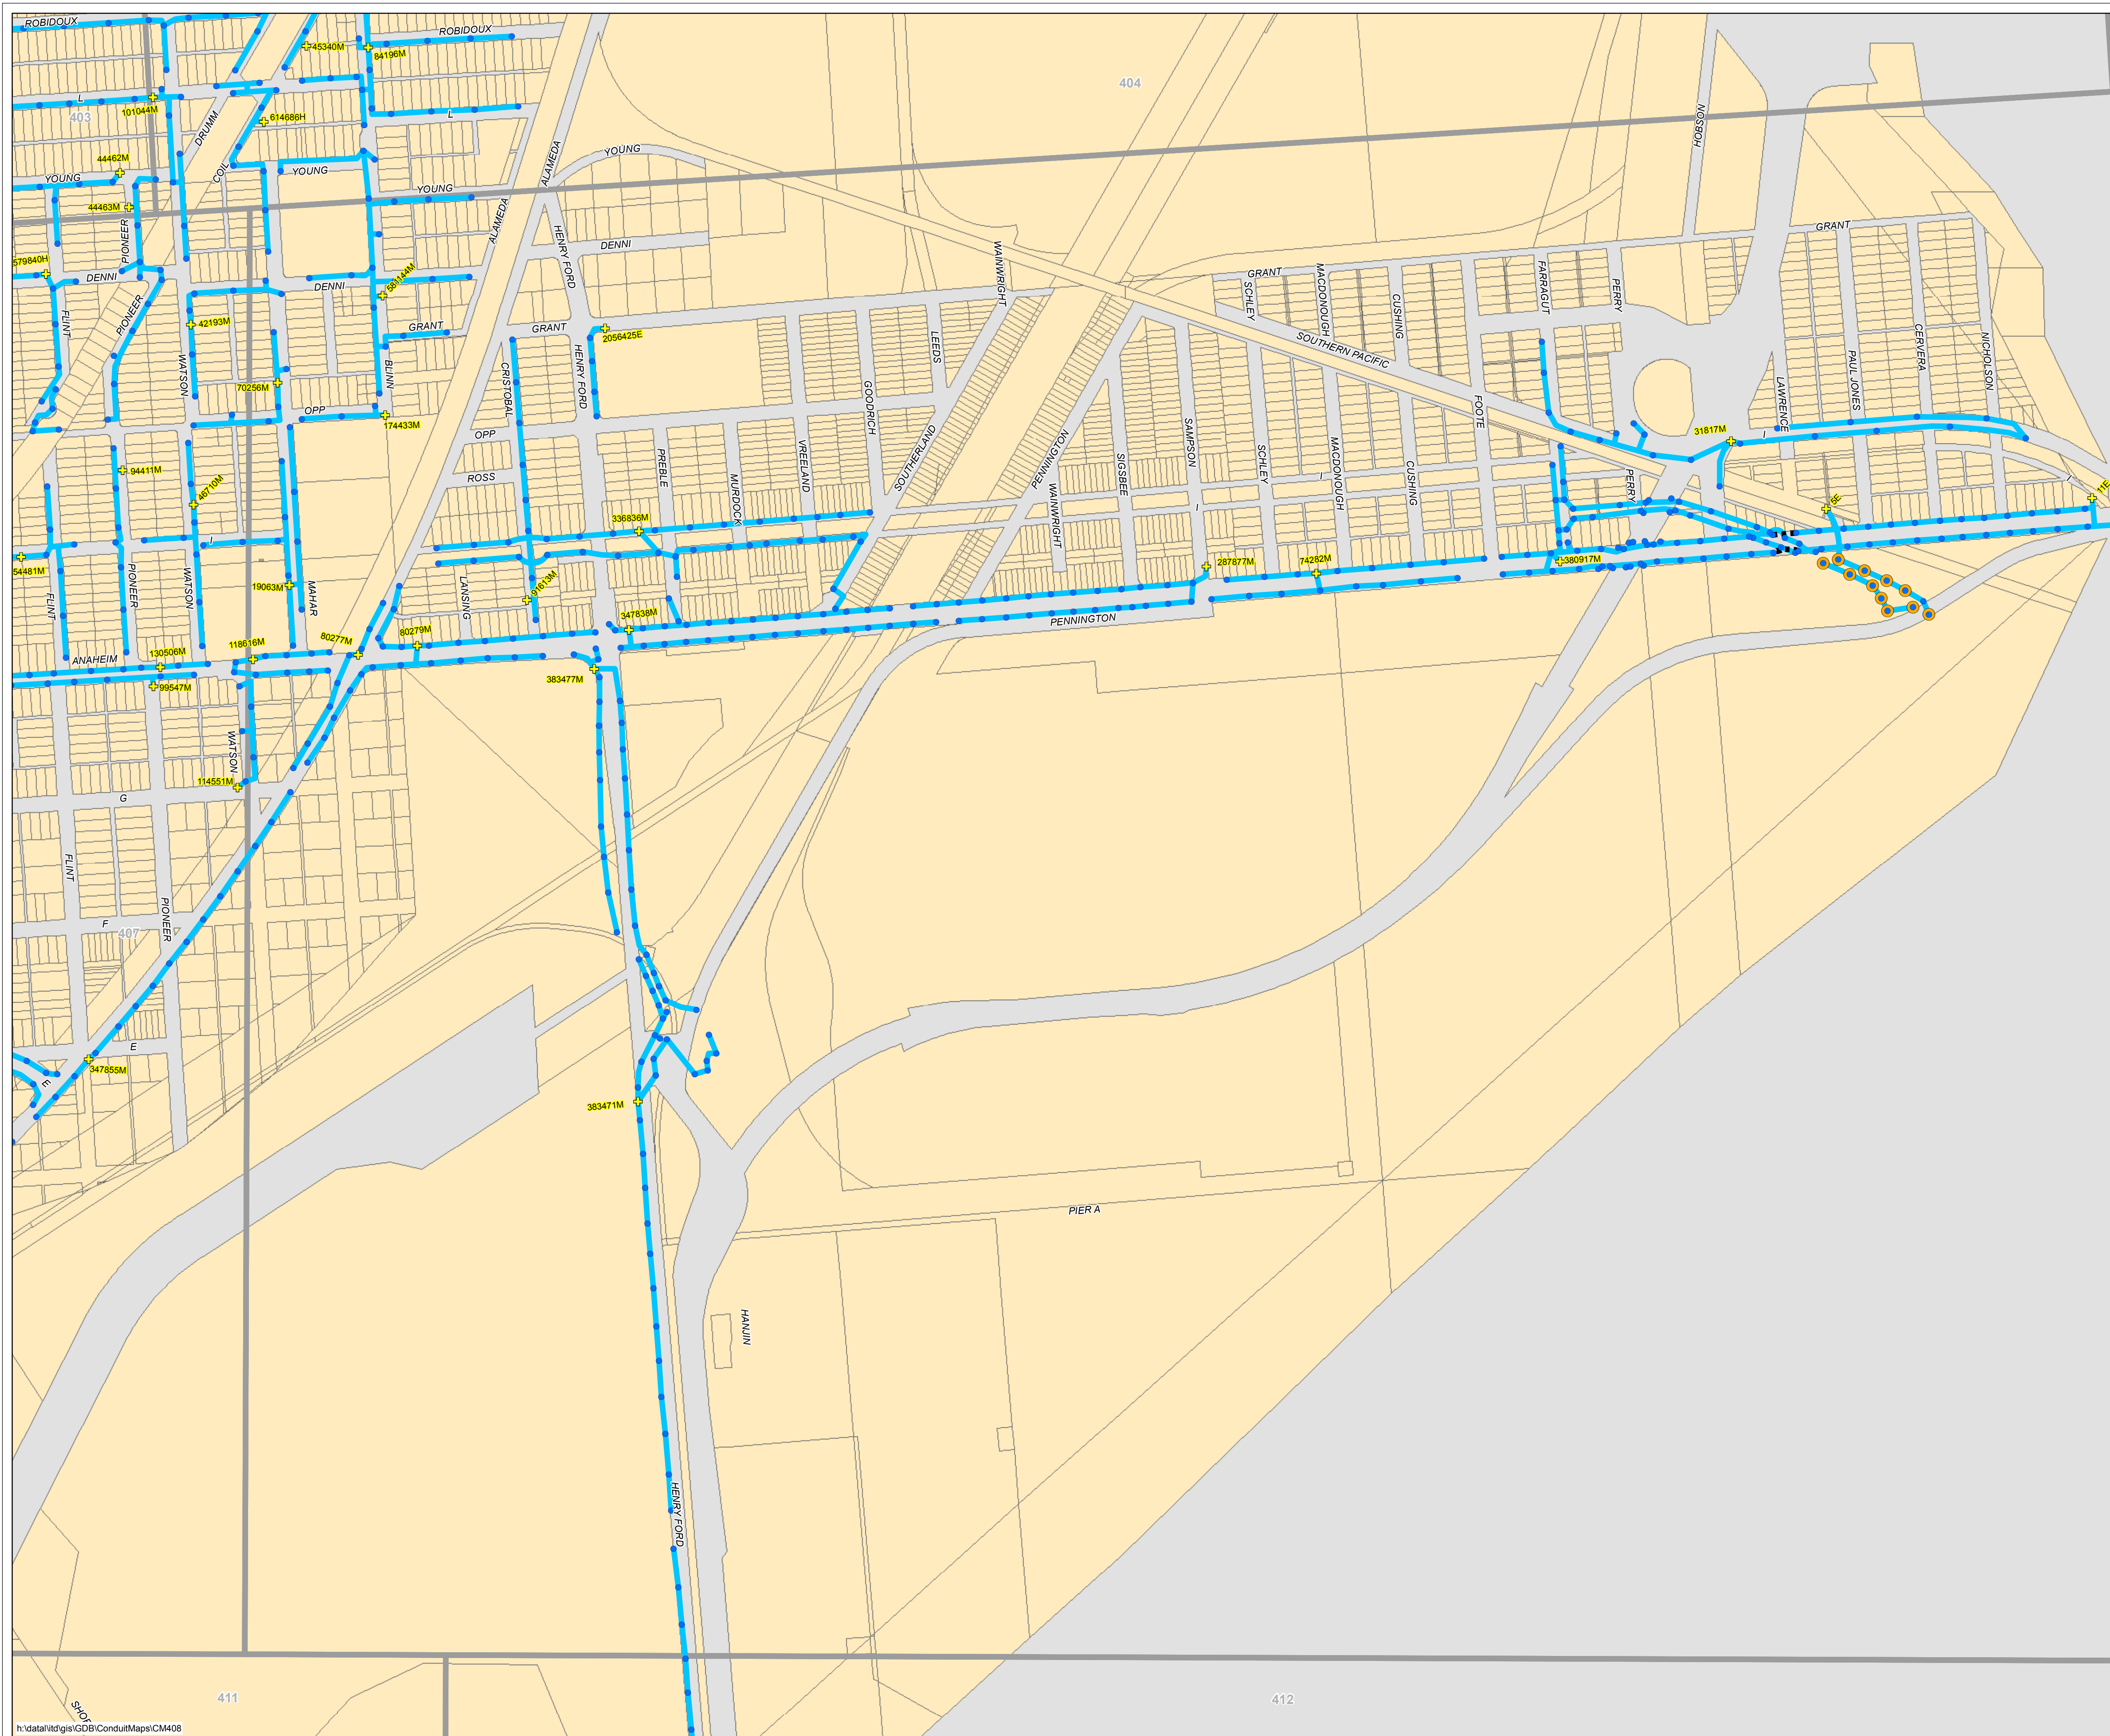 ROBIDOUX
45340M
ROBIDOUX
84196M
404
L
101044M
403
614686H
L
HOBSON
DRUMM
ALAMEDA
YOUNG
44462M
COIL
YOUNG
YOUNG
YOUNG
44463M
PIONEER
ALAMEDA
HENRY FORD
DENNI
WAINWRIGHT
GRANT
579840H
DENNI
DENNI
581144M
GRANT
SCHLEY
MACDONOUGH
CUSHING
FARRAGUT
PERRY
FLINT
PIONEER
42193M
GRANT
GRANT
2056425E
LEEDS
SOUTHERN PACIFIC
WATSON
70256M
BLINN
CRISTOBAL
HENRY FORD
GOODRICH
LAWRENCE
PAUL JONES
CERVERA
NICHOLSON
OPP
174433M
OPP
FOOTE
31817M
I
94411M
46710M
ROSS
PREBLE
MURDOCK
VREELAND
SOUTHERLAND
PENNINGTON
WAINWRIGHT
SIGSBEE
SAMPSON
SCHLEY
MACDONOUGH
CUSHING
I
I
PERRY
I
5E
11E
336836M
I
54481M
FLINT
PIONEER
WATSON
19063M
MAHAR
LANSING
91613M
287877M
74282M
380917M
347838M
PENNINGTON
118616M
80277M
80279M
ANAHEIM
130506M
99547M
383477M
WATSON
114551M
G
FLINT
PIONEER
F
407
E
347855M
E
383471M
PIER A
HANJIN
HENRY FORD
411
412
h:\data\itd\gis\GDB\ConduitMaps\CM408